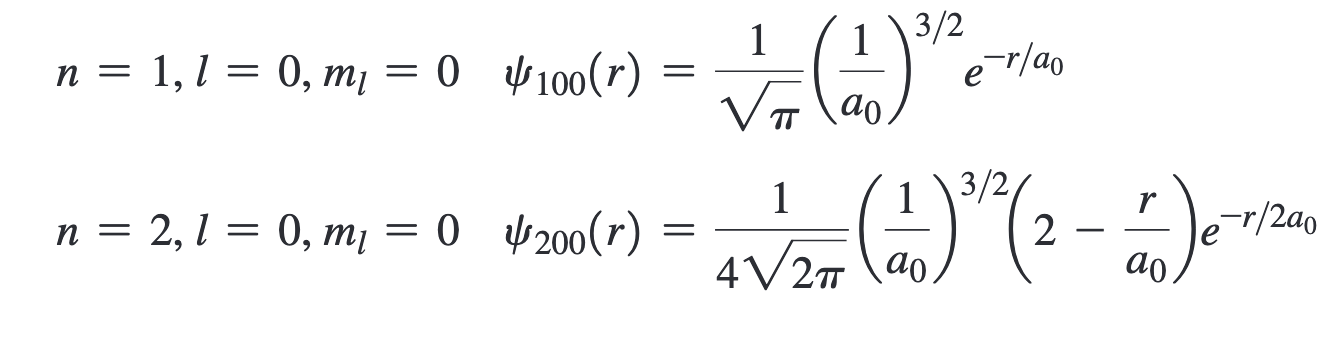 n = 1, l = 0, m_l = 0 ψ_100(r) = 1/√π (1/a_0)^{3/2} e^{−r/a_0}
n = 2, l = 0, m_l = 0 ψ_200(r) = 1/(4√(2π)) (1/a_0)^{3/2} (2 − r/a_0) e^{−r/2a_0}